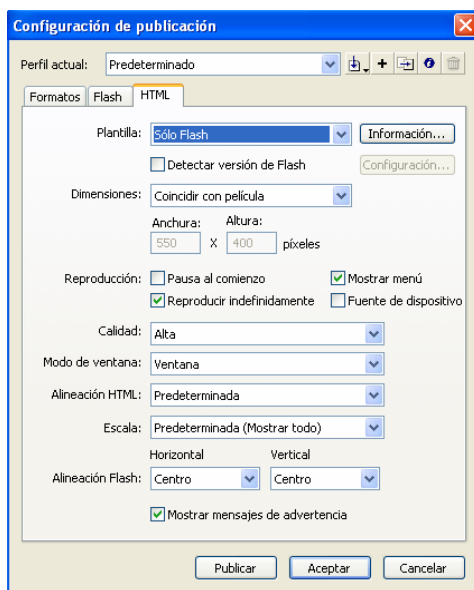 Configuración de publicación
Perfil actual: Predeterminado
Formatos Flash HTML
Plantilla: Sólo Flash Información...
Detectar versión de Flash Configuración...
Dimensiones: Coincidir con película
Anchura: Altura:
550 X 400 píxeles
Reproducción: Pausa al comienzo Mostrar menú
Reproducir indefinidamente Fuente de dispositivo
Calidad: Alta
Modo de ventana: Ventana
Alineación HTML: Predeterminada
Escala: Predeterminada (Mostrar todo)
Horizontal Vertical
Alineación Flash: Centro Centro
Mostrar mensajes de advertencia
Publicar Aceptar Cancelar